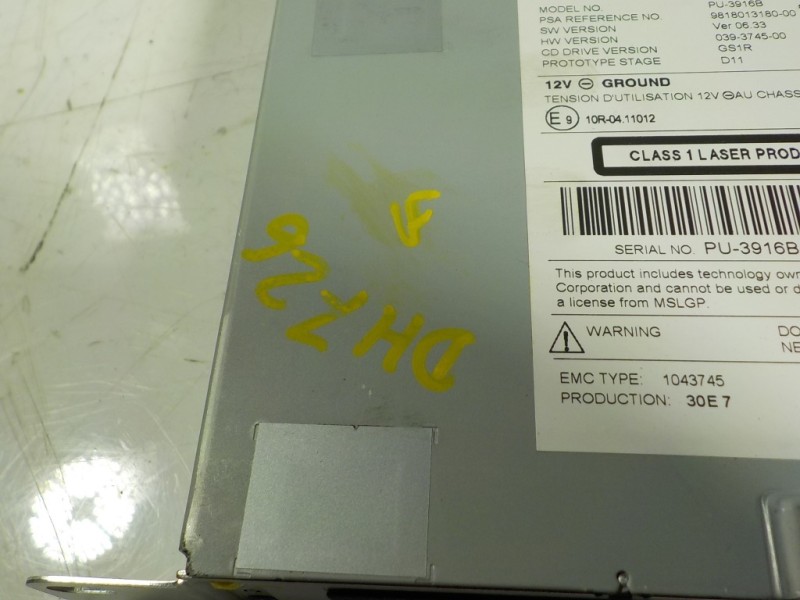 MODEL NO. PU-3916B
PSA REFERENCE NO. 9818013180-00
SW VERSION Ver 06.33
HW VERSION 039-3745-00
CD DRIVE VERSION GS1R
PROTOTYPE STAGE D11
12V ⊖ GROUND
TENSION D'UTILISATION 12V ⊖AU CHASS
E9 10R-04.11012
CLASS 1 LASER PROD
SERIAL NO. PU-3916B
This product includes technology own
Corporation and cannot be used or d
a license from MSLGP.
WARNING DO
NE
EMC TYPE: 1043745
PRODUCTION: 30E7